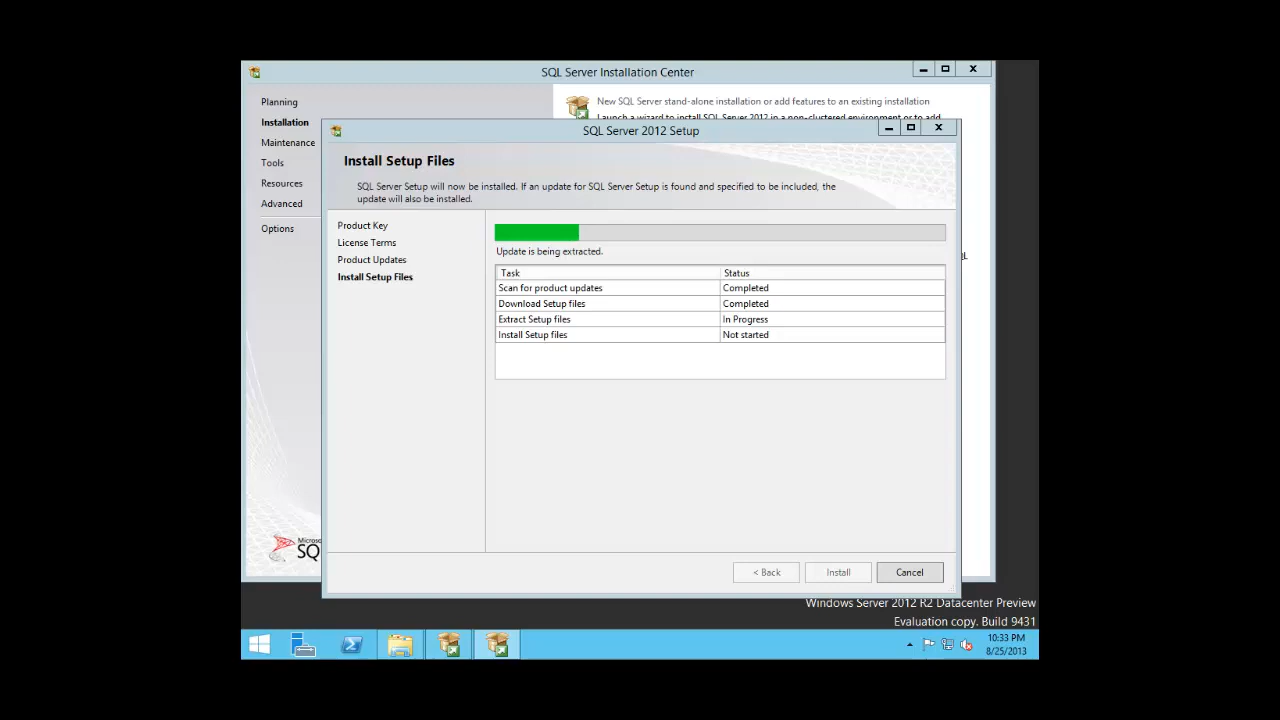 SQL Server Installation Center
Planning
Installation
Maintenance
Tools
Resources
Advanced
Options
New SQL Server stand-alone installation or add features to an existing installation
Launch a wizard to install SQL Server 2012 in a non-clustered environment or to add
SQL Server 2012 Setup
Install Setup Files
SQL Server Setup will now be installed. If an update for SQL Server Setup is found and specified to be included, the
update will also be installed.
Product Key
License Terms
Product Updates
Install Setup Files
Update is being extracted.
Task Status
Scan for product updates Completed
Download Setup files Completed
Extract Setup files In Progress
Install Setup files Not started
< Back Install Cancel
Windows Server 2012 R2 Datacenter Preview
Evaluation copy. Build 9431
10:33 PM
8/25/2013